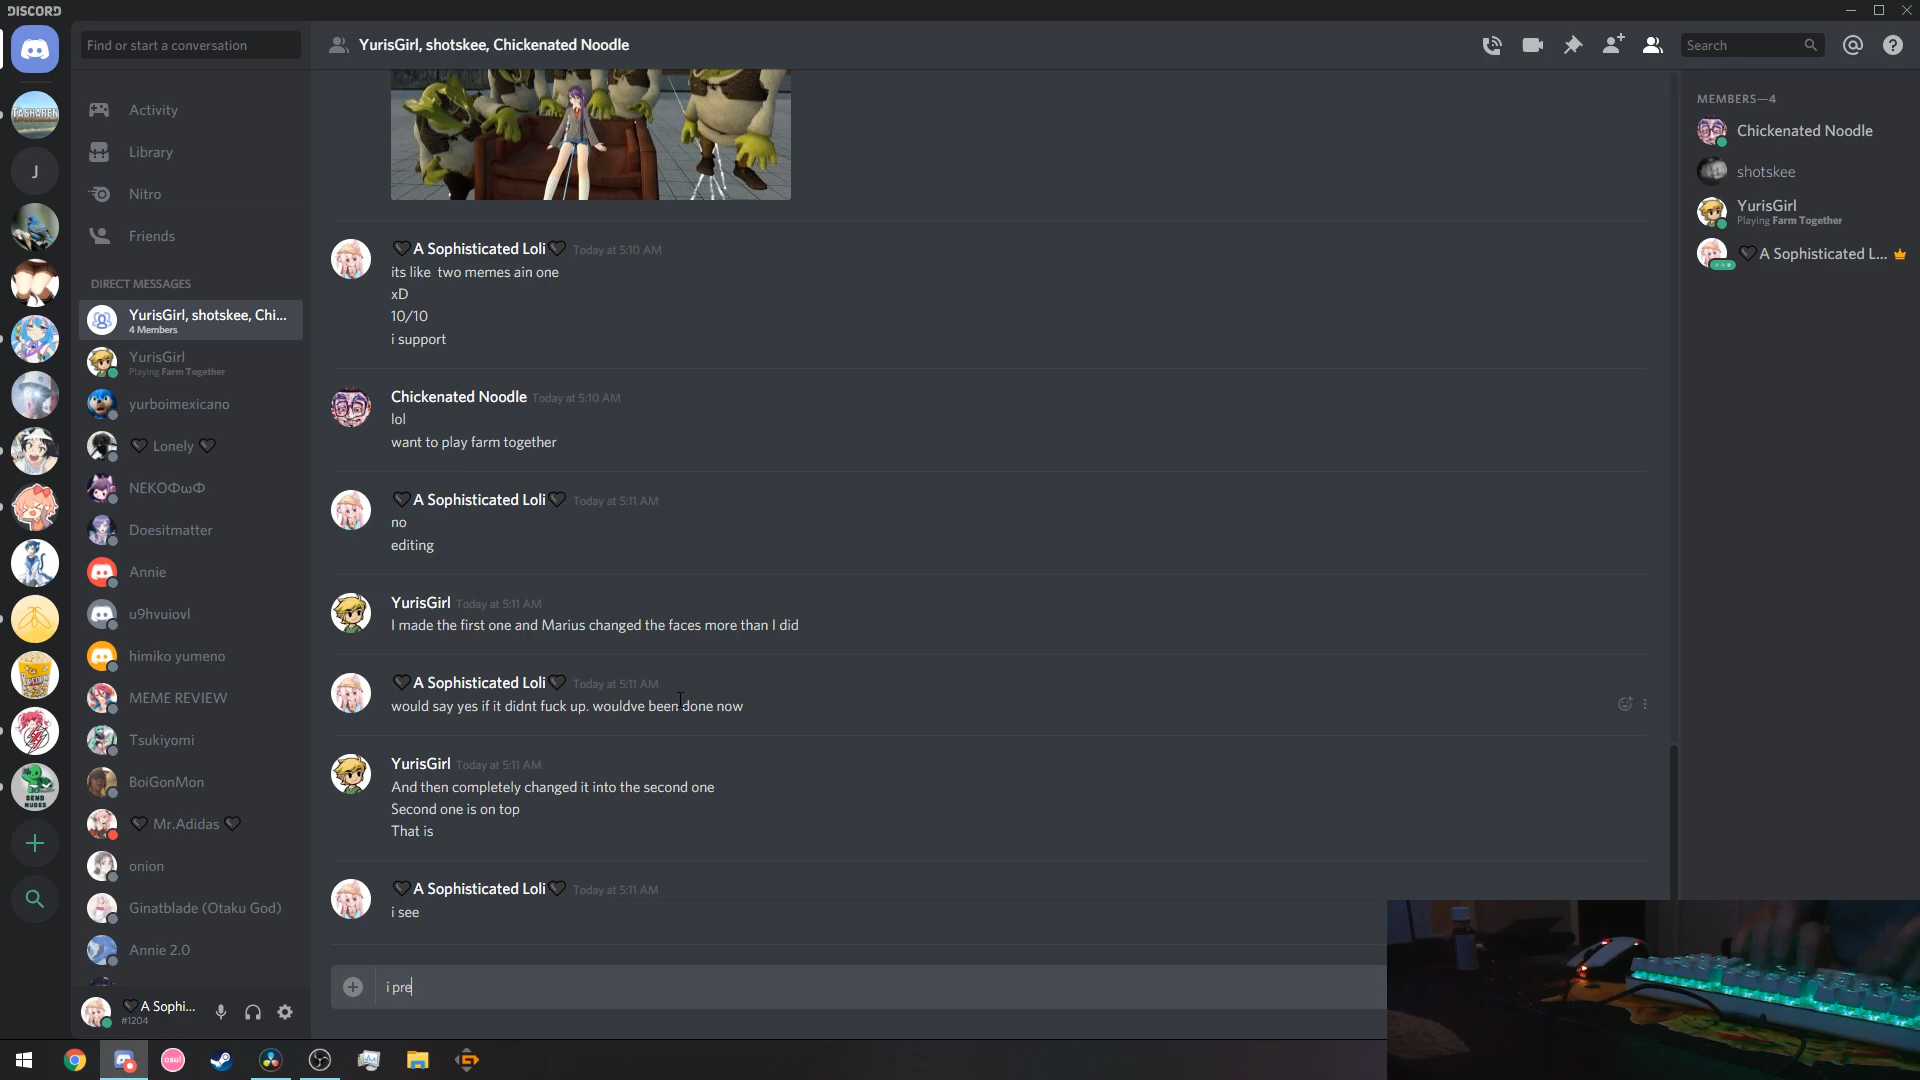 DISCORD
Find or start a conversation
YurisGirl, shotskee, Chickenated Noodle
Search
TASHAREN
J
SEND
NUDES
Activity
Library
Nitro
Friends
DIRECT MESSAGES
YurisGirl, shotskee, Chi...
4 Members
YurisGirl
Playing Farm Together
yurboimexicano
🖤 Lonely 🖤
NEKOΦωΦ
Doesitmatter
Annie
u9hvuiovl
himiko yumeno
MEME REVIEW
Tsukiyomi
BoiGonMon
🖤 Mr.Adidas 🖤
onion
Ginatblade (Otaku God)
Annie 2.0
🖤A Sophi...
#1204
🖤A Sophisticated Loli🖤 Today at 5:10 AM
its like  two memes ain one
xD
10/10
i support
Chickenated Noodle Today at 5:10 AM
lol
want to play farm together
🖤A Sophisticated Loli🖤 Today at 5:11 AM
no
editing
YurisGirl Today at 5:11 AM
I made the first one and Marius changed the faces more than I did
🖤A Sophisticated Loli🖤 Today at 5:11 AM
would say yes if it didnt fuck up. wouldve been done now
YurisGirl Today at 5:11 AM
And then completely changed it into the second one
Second one is on top
That is
🖤A Sophisticated Loli🖤 Today at 5:11 AM
i see
i pre
MEMBERS—4
Chickenated Noodle
shotskee
YurisGirl
Playing Farm Together
🖤A Sophisticated L...
osu!